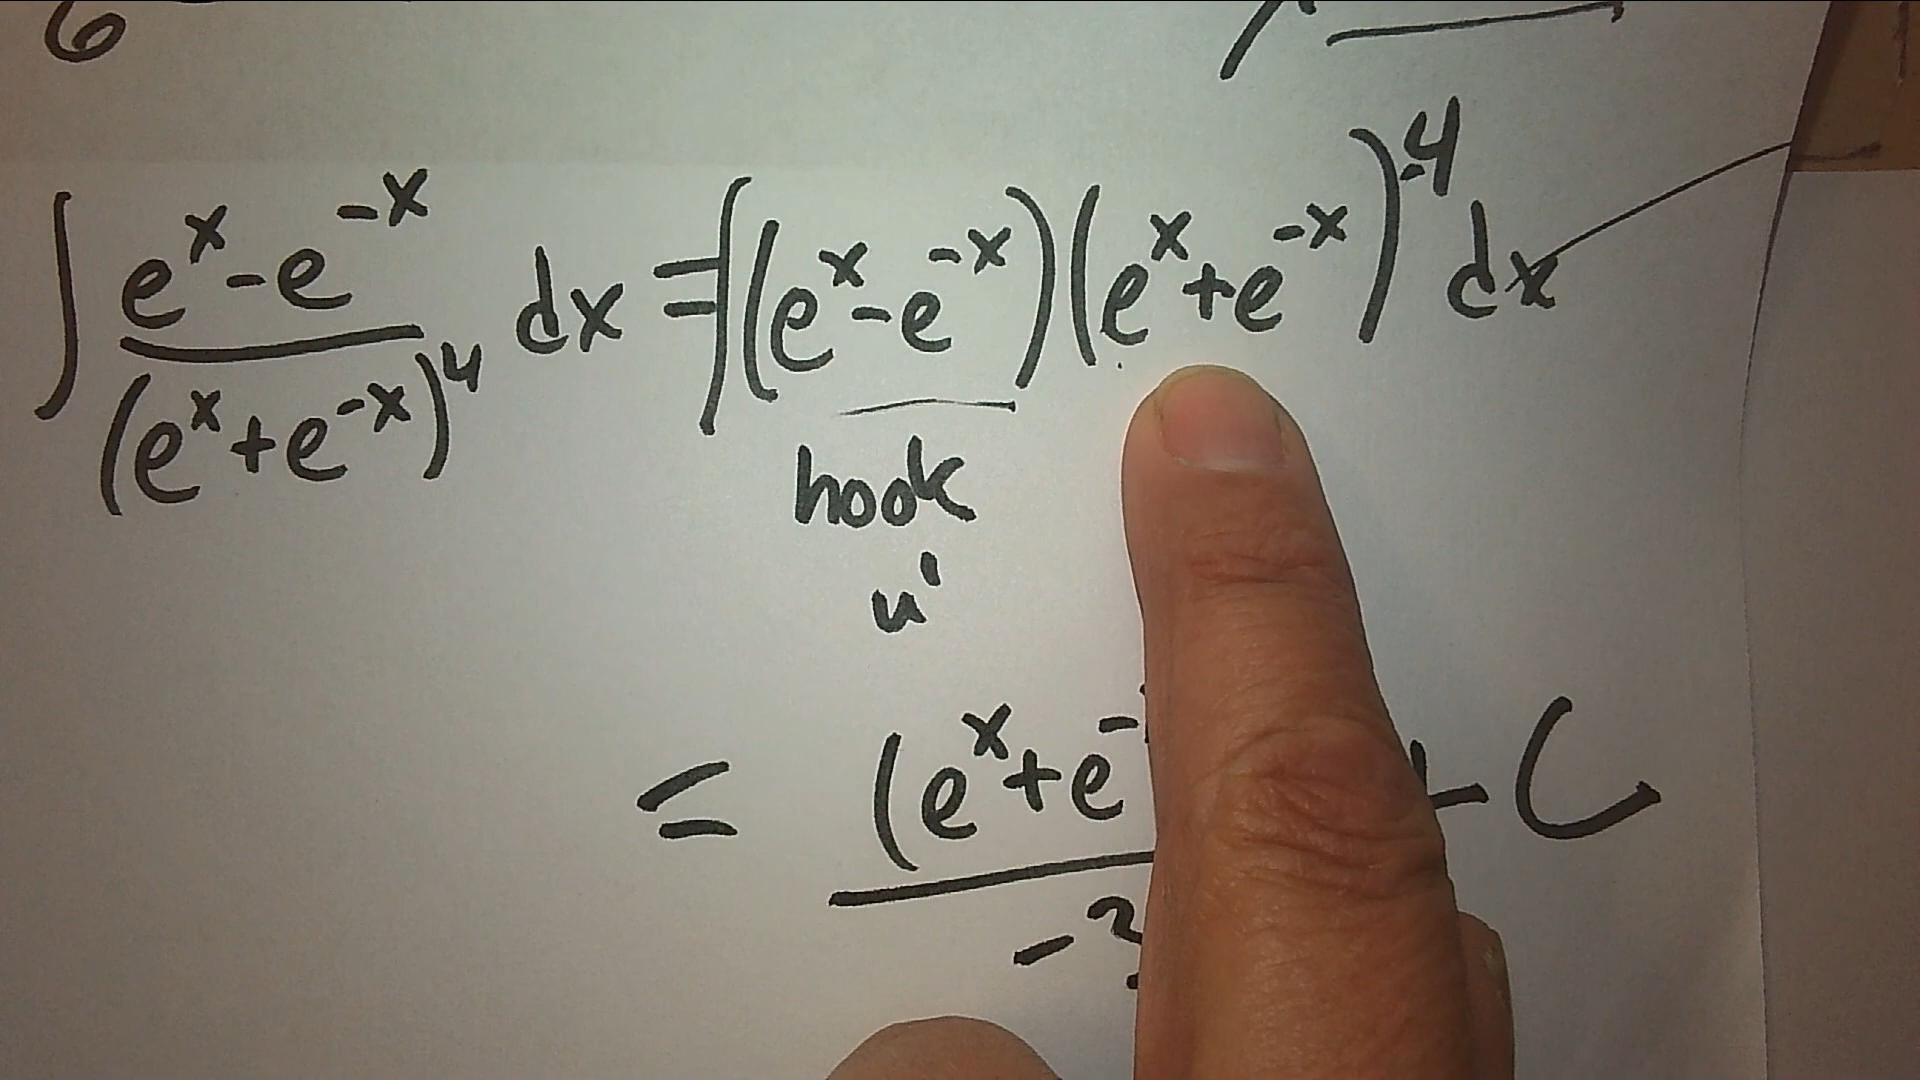 6
∫ (e^x - e^-x)/(e^x + e^-x)^4 dx = ∫(e^x - e^-x)(e^x + e^-x)^-4 dx
hook
u'
= (e^x + e^- + C
-3